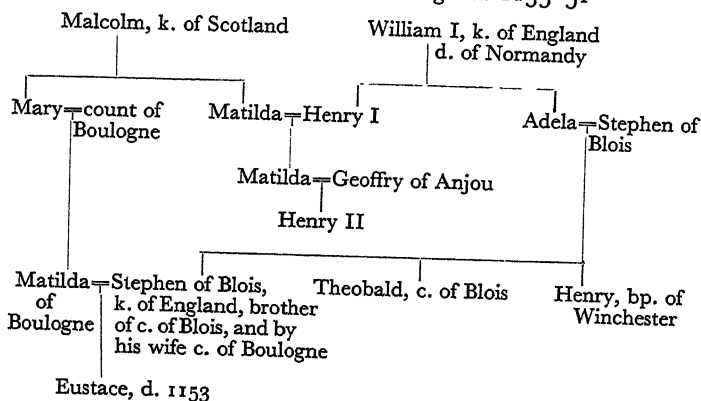 Malcolm, k. of Scotland
William I, k. of England
d. of Normandy
Mary
count of
Boulogne
Matilda
Henry I
Adela
Stephen of
Blois
Matilda
Geoffry of Anjou
Henry II
Matilda
of
Boulogne
Stephen of Blois,
k. of England, brother
of c. of Blois, and by
his wife c. of Boulogne
Theobald, c. of Blois
Henry, bp. of
Winchester
Eustace, d. 1153